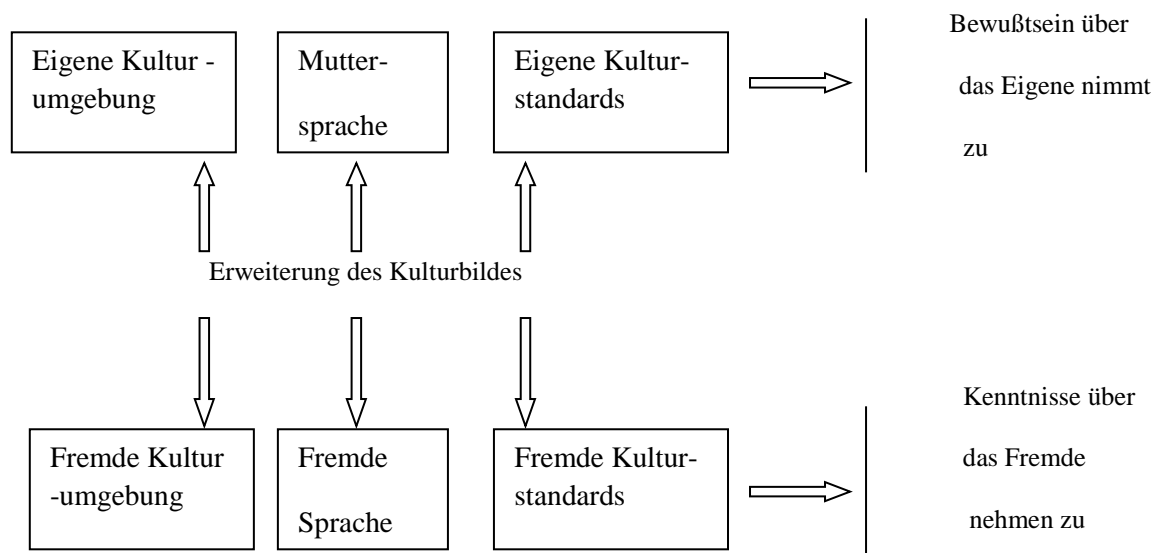 Eigene Kultur -
umgebung
Mutter-
sprache
Eigene Kultur-
standards
Bewußtsein über
das Eigene nimmt
zu
Erweiterung des Kulturbildes
Fremde Kultur
-umgebung
Fremde
Sprache
Fremde Kultur-
standards
Kenntnisse über
das Fremde
nehmen zu